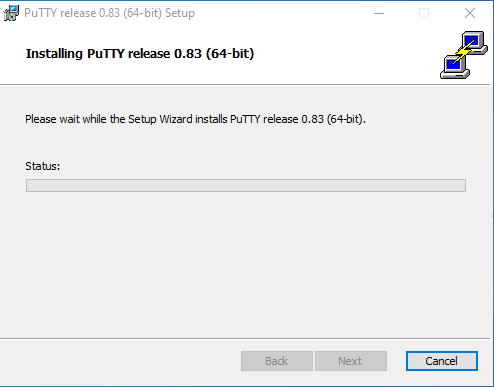 PuTTY release 0.83 (64-bit) Setup
Installing PuTTY release 0.83 (64-bit)
Please wait while the Setup Wizard installs PuTTY release 0.83 (64-bit).
Status:
Back Next Cancel